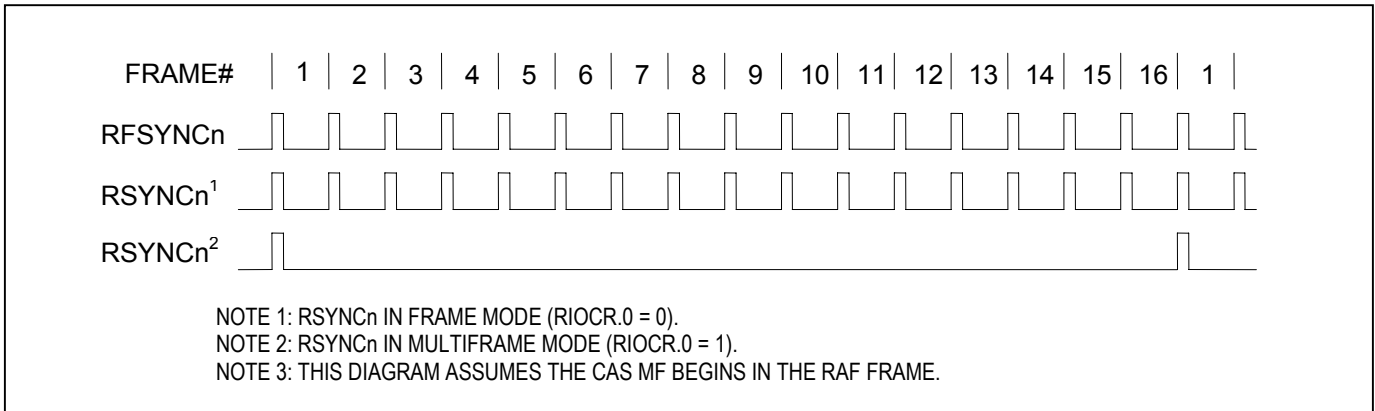 FRAME# 1 2 3 4 5 6 7 8 9 10 11 12 13 14 15 16 1
RFSYNCn
RSYNCn¹
RSYNCn²
NOTE 1: RSYNCn IN FRAME MODE (RIOCR.0 = 0).
NOTE 2: RSYNCn IN MULTIFRAME MODE (RIOCR.0 = 1).
NOTE 3: THIS DIAGRAM ASSUMES THE CAS MF BEGINS IN THE RAF FRAME.